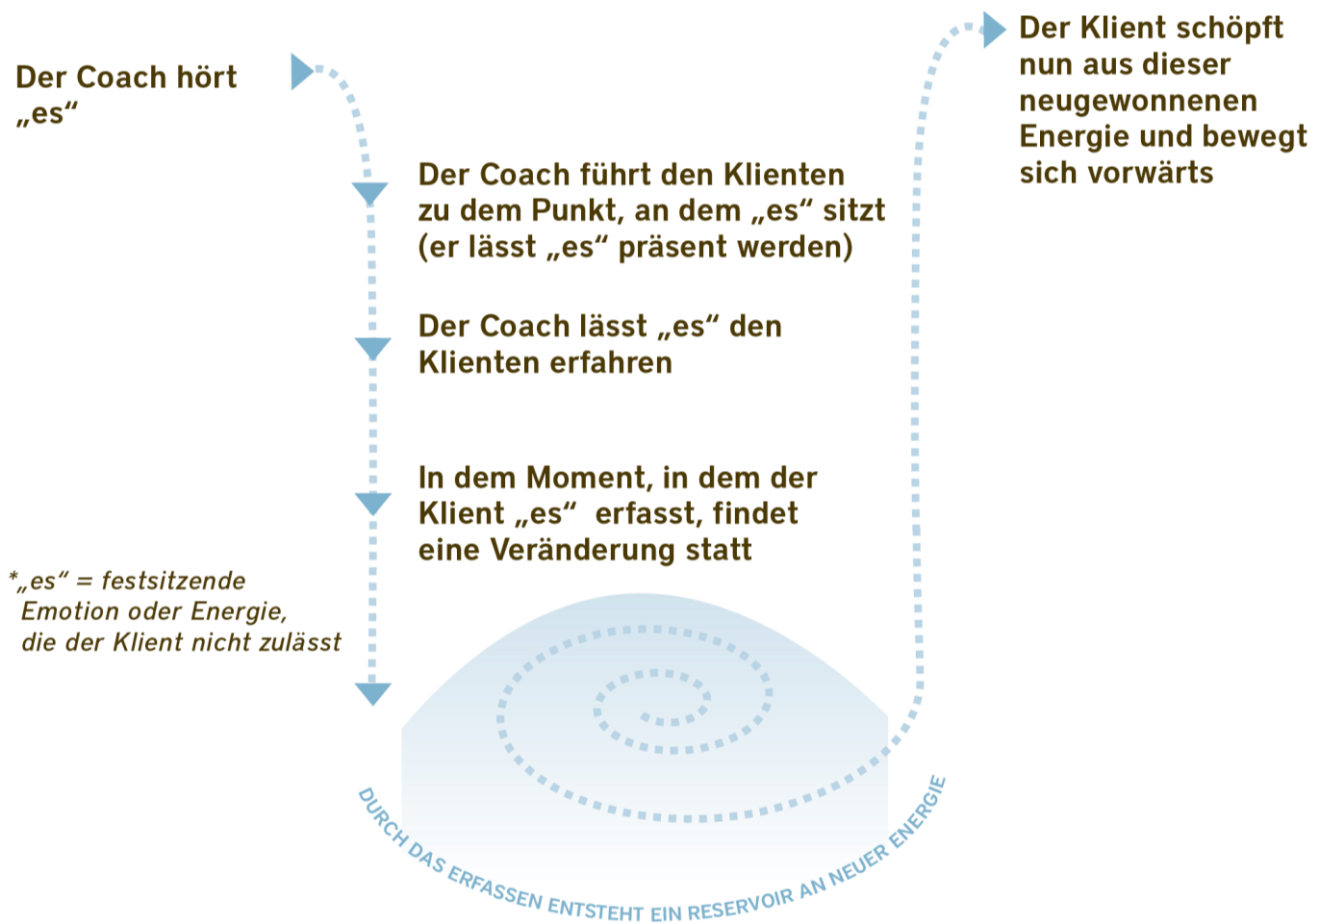 Der Coach hört
„es“
Der Coach führt den Klienten
zu dem Punkt, an dem „es“ sitzt
(er lässt „es“ präsent werden)
Der Coach lässt „es“ den
Klienten erfahren
In dem Moment, in dem der
Klient „es“ erfasst, findet
eine Veränderung statt
*„es“ = festsitzende
Emotion oder Energie,
die der Klient nicht zulässt
DURCH DAS ERFASSEN ENTSTEHT EIN RESERVOIR AN NEUER ENERGIE
Der Klient schöpft
nun aus dieser
neugewonnenen
Energie und bewegt
sich vorwärts